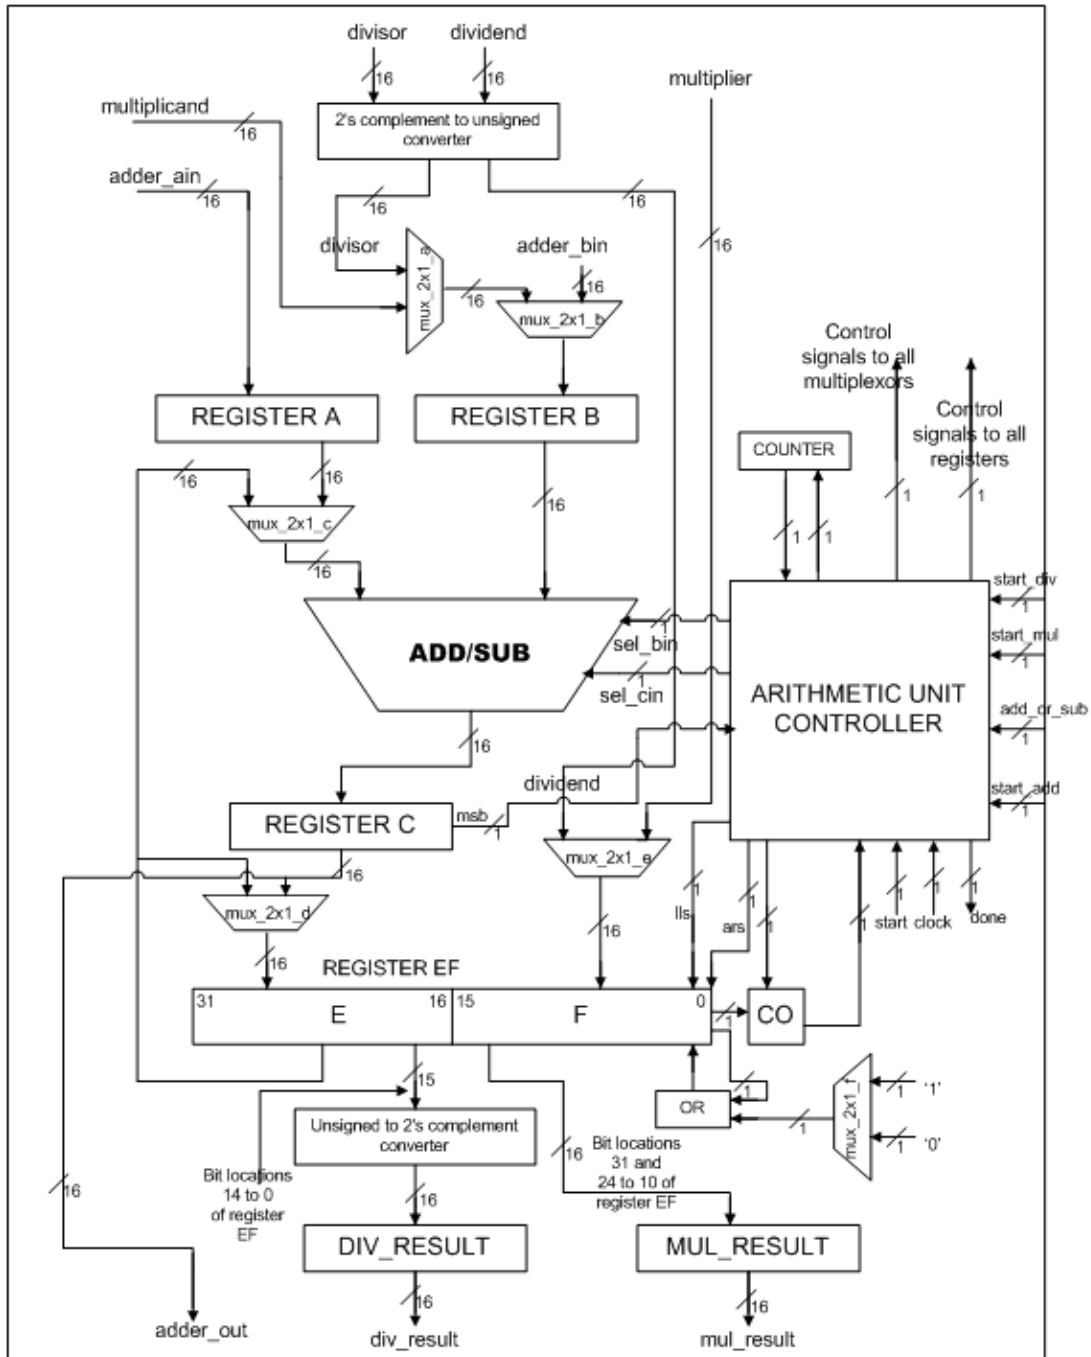 divisor
dividend
16
16
multiplier
multiplicand
16
2's complement to unsigned
converter
adder_ain
16
16
16
16
divisor
adder_bin
mux_2x1_a
16
16
mux_2x1_b
Control
signals to all
multiplexors
REGISTER A
REGISTER B
Control
signals to all
registers
COUNTER
16
16
16
1
1
mux_2x1_c
1
1
16
start_div
1
ADD/SUB
1
sel_bin
start_mul
1
1
sel_cin
ARITHMETIC UNIT
CONTROLLER
add_or_sub
1
16
dividend
start_add
1
REGISTER C
msb
1
mux_2x1_e
16
mux_2x1_d
1
1
1
1
1
1
1
lls
ars
start
clock
done
16
16
REGISTER EF
31
16
15
0
E
F
1
CO
15
1
OR
1
mux_2x1_f
1
'1'
1
'0'
Unsigned to 2's complement
converter
Bit locations
14 to 0
of register
EF
16
16
Bit locations
31 and
24 to 10 of
register EF
16
DIV_RESULT
MUL_RESULT
16
16
adder_out
div_result
mul_result